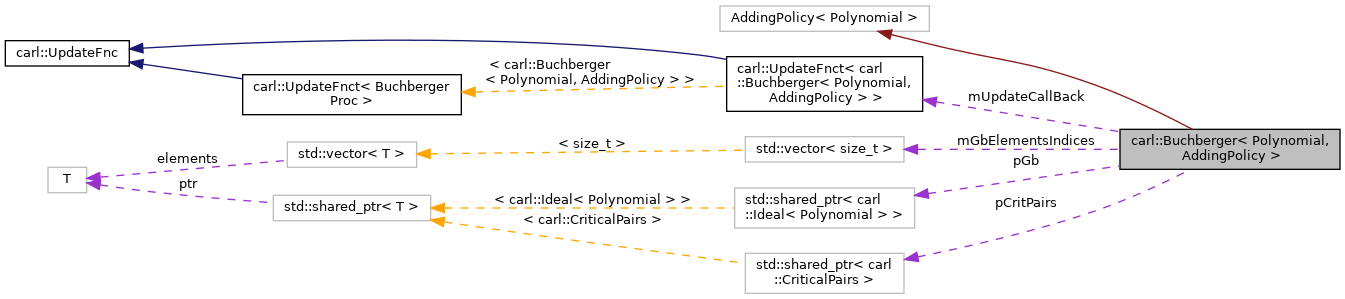 AddingPolicy< Polynomial >
carl::UpdateFnc
< carl::Buchberger
< Polynomial, AddingPolicy > >
carl::UpdateFnct< carl
::Buchberger< Polynomial,
AddingPolicy > >
carl::UpdateFnct< Buchberger
Proc >
mUpdateCallBack
carl::Buchberger< Polynomial,
AddingPolicy >
elements
std::vector< T >
< size_t >
std::vector< size_t >
mGbElementsIndices
pGb
T
ptr
std::shared_ptr< T >
< carl::Ideal< Polynomial > >
< carl::CriticalPairs >
std::shared_ptr< carl
::Ideal< Polynomial > >
pCritPairs
std::shared_ptr< carl
::CriticalPairs >